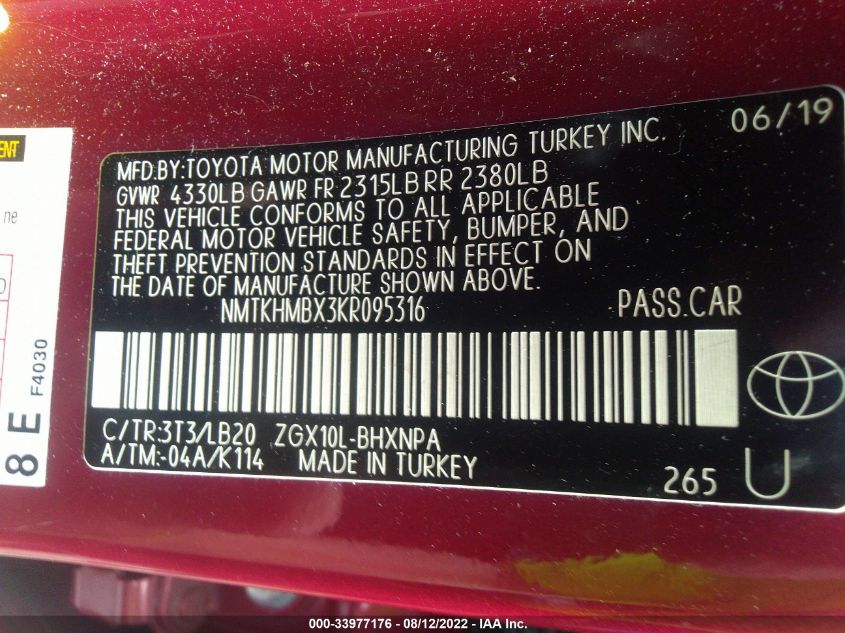 06/19
MFD.BY:TOYOTA MOTOR MANUFACTURING TURKEY INC.
GVWR 4330LB GAWR FR 2315LB RR 2380LB
THIS VEHICLE CONFORMS TO ALL APPLICABLE
FEDERAL MOTOR VEHICLE SAFETY, BUMPER, AND
THEFT PREVENTION STANDARDS IN EFFECT ON
THE DATE OF MANUFACTURE SHOWN ABOVE.
NMTKHMBX3KR095316 PASS.CAR
C/TR:3T3/LB20 ZGX10L-BHXNPA
A/TM:-04A/K114 MADE IN TURKEY
265 U
ENT
ne
8 E F4030
000-33977176 - 08/12/2022 - IAA Inc.